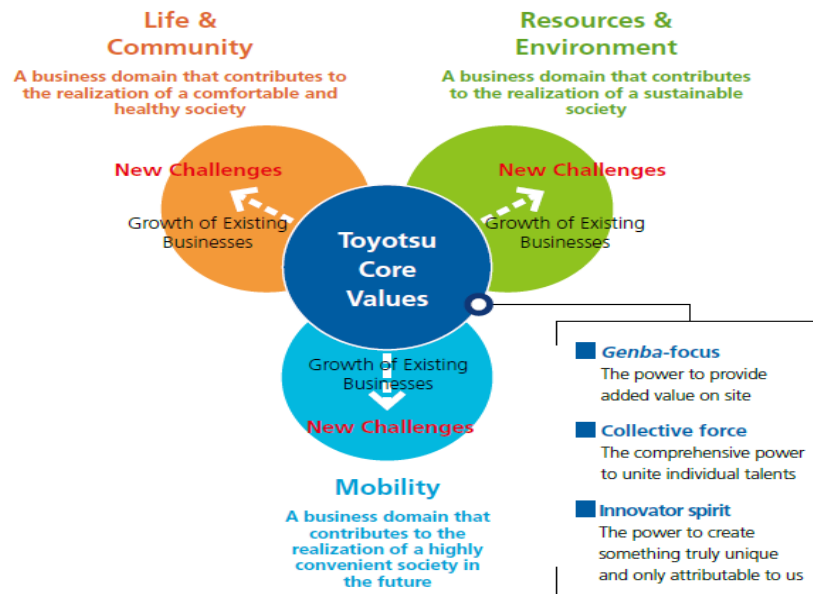 Life &
Community
A business domain that contributes to
the realization of a comfortable and
healthy society
Resources &
Environment
A business domain that contributes
to the realization of a sustainable
society
New Challenges
Growth of Existing
Businesses
New Challenges
Growth of Existing
Businesses
Toyotsu
Core
Values
Growth of Existing
Businesses
New Challenges
Mobility
A business domain that
contributes to the
realization of a highly
convenient society in
the future
Genba-focus
The power to provide
added value on site
Collective force
The comprehensive power
to unite individual talents
Innovator spirit
The power to create
something truly unique
and only attributable to us